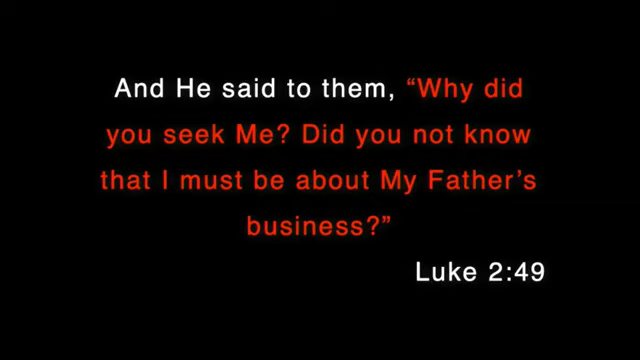 And He said to them, “Why did
you seek Me? Did you not know
that I must be about My Father’s
business?”
Luke 2:49